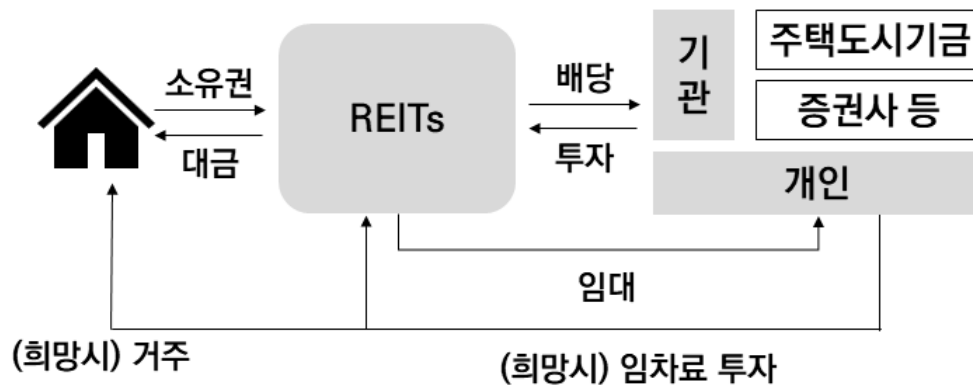 소유권
대금
REITs
배당
투자
기관
주택도시기금
증권사 등
개인
임대
(희망시) 거주
(희망시) 임차료 투자